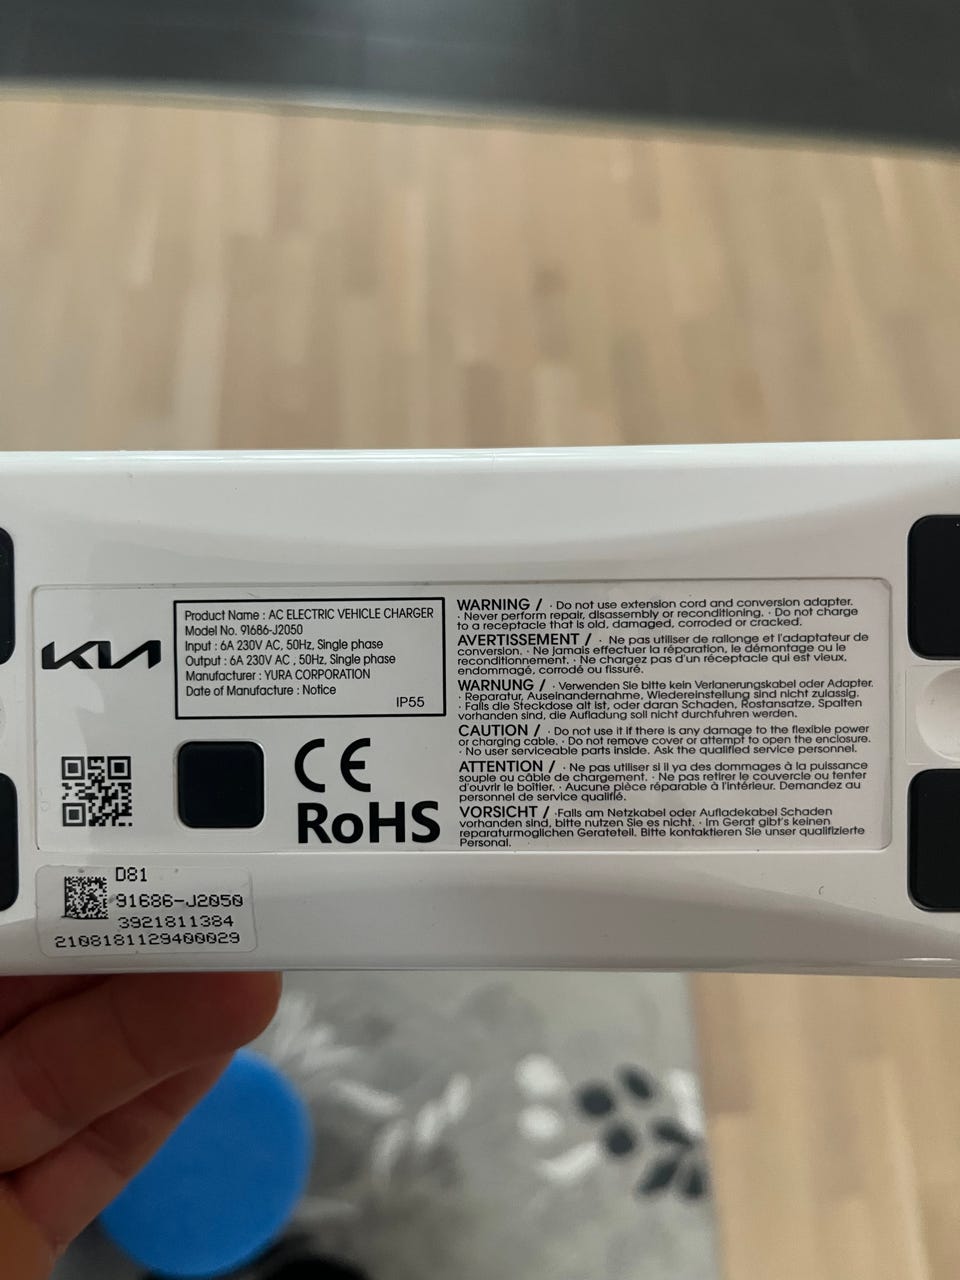 KIA
Product Name : AC ELECTRIC VEHICLE CHARGER
Model No. 91686-J2050
Input : 6A 230V AC, 50Hz, Single phase
Output : 6A 230V AC , 50Hz, Single phase
Manufacturer : YURA CORPORATION
Date of Manufacture : Notice
IP55
CE
RoHS
WARNING / · Do not use extension cord and conversion adapter.
· Never perform repair, disassembly or reconditioning. · Do not charge
to a receptacle that is old, damaged, corroded or cracked.
AVERTISSEMENT / · Ne pas utiliser de rallonge et l'adaptateur de
conversion. · Ne jamais effectuer la réparation, le démontage ou le
reconditionnement. · Ne chargez pas d'un réceptacle qui est vieux,
endommagé, corrodé ou fissuré.
WARNUNG / · Verwenden Sie bitte kein Verlanerungskabel oder Adapter.
· Reparatur, Auseinandernahme, Wiedereinstellung sind nicht zulassig.
· Falls die Steckdose alt ist, oder daran Schaden, Rostansatze, Spalten
vorhanden sind, die Aufladung soll nicht durchfuhren werden.
CAUTION / · Do not use it if there is any damage to the flexible power
or charging cable. · Do not remove cover or attempt to open the enclosure.
· No user serviceable parts inside. Ask the qualified service personnel.
ATTENTION / · Ne pas utiliser si il ya des dommages à la puissance
souple ou câble de chargement. · Ne pas retirer le couvercle ou tenter
d'ouvrir le boîtier. · Aucune pièce réparable à l'intérieur. Demandez au
personnel de service qualifié.
VORSICHT / ·Falls am Netzkabel oder Aufladekabel Schaden
vorhanden sind, bitte nutzen Sie es nicht. · Im Gerat gibt's keinen
reparaturmoglichen Gerateteil. Bitte kontaktieren Sie unser qualifizierte
Personal.
D81
91686-J2050
3921811384
2108181129400029